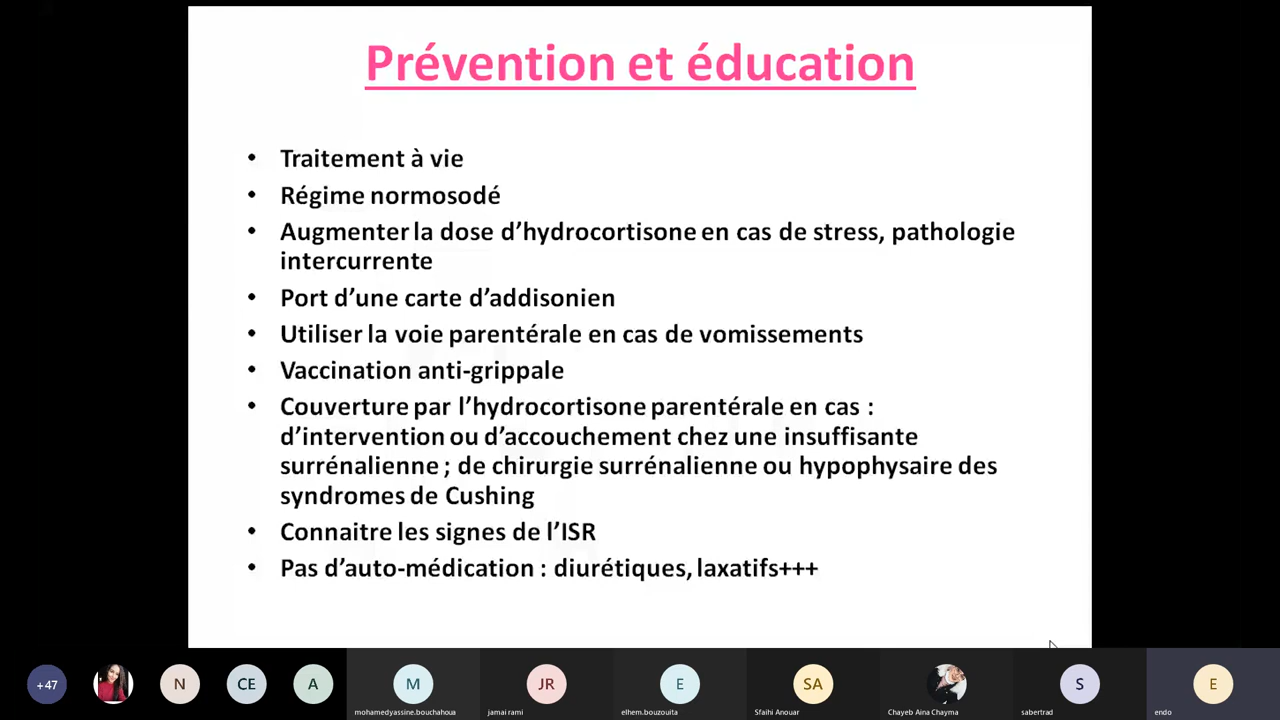 Prévention et éducation
• Traitement à vie
• Régime normosodé
• Augmenter la dose d’hydrocortisone en cas de stress, pathologie
intercurrente
• Port d’une carte d’addisonien
• Utiliser la voie parentérale en cas de vomissements
• Vaccination anti-grippale
• Couverture par l’hydrocortisone parentérale en cas :
d’intervention ou d’accouchement chez une insuffisante
surrénalienne ; de chirurgie surrénalienne ou hypophysaire des
syndromes de Cushing
• Connaitre les signes de l’ISR
• Pas d’auto-médication : diurétiques, laxatifs+++
+47 N CE A M JR E SA S E
mohamedyassine.bouchahoua jamai rami elhem.bouzouita Sfaihi Anouar Chayeb Aina Chayma sabertrad endo